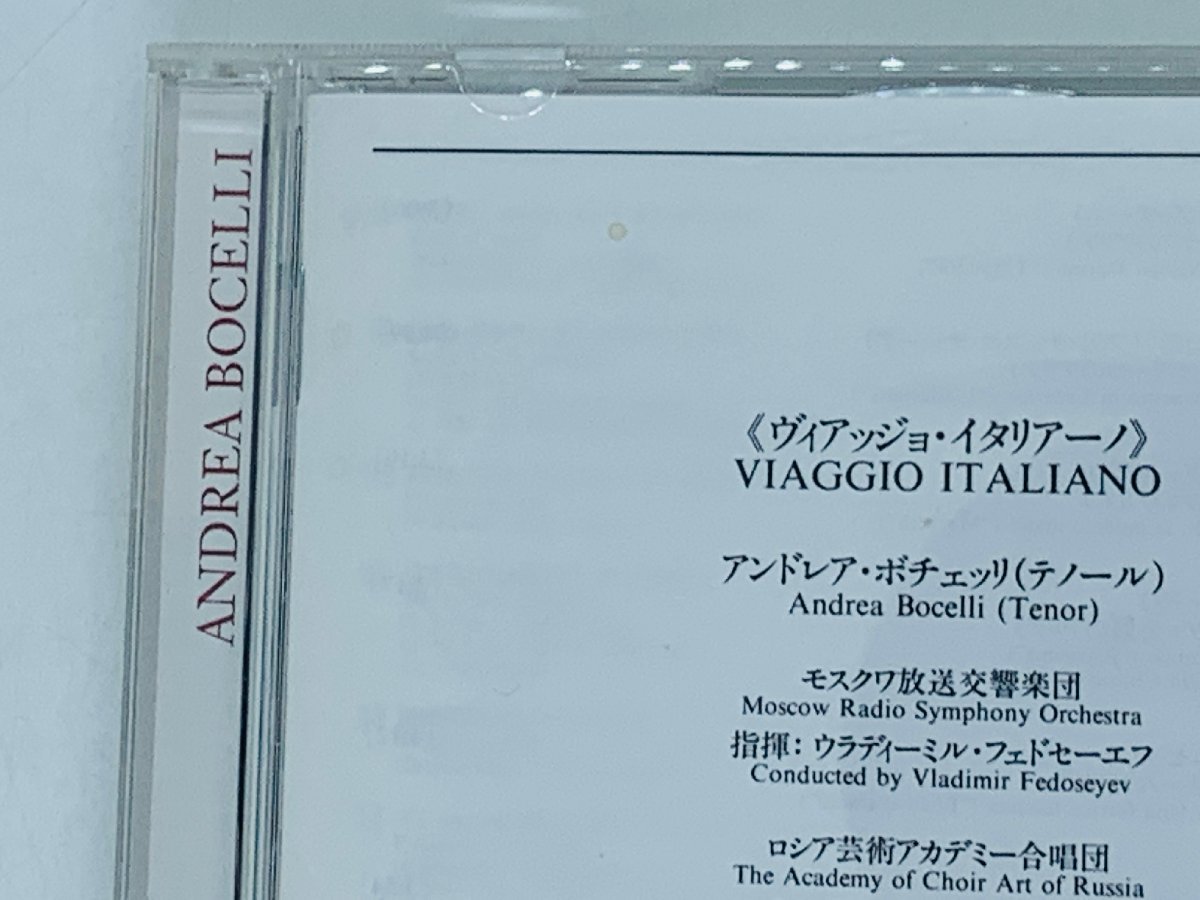 ANDREA BOCELLI
《ヴィアッジョ・イタリアーノ》
VIAGGIO ITALIANO
アンドレア・ボチェッリ(テノール)
Andrea Bocelli (Tenor)
モスクワ放送交響楽団
Moscow Radio Symphony Orchestra
指揮: ウラディーミル・フェドセーエフ
Conducted by Vladimir Fedoseyev
ロシア芸術アカデミー合唱団
The Academy of Choir Art of Russia